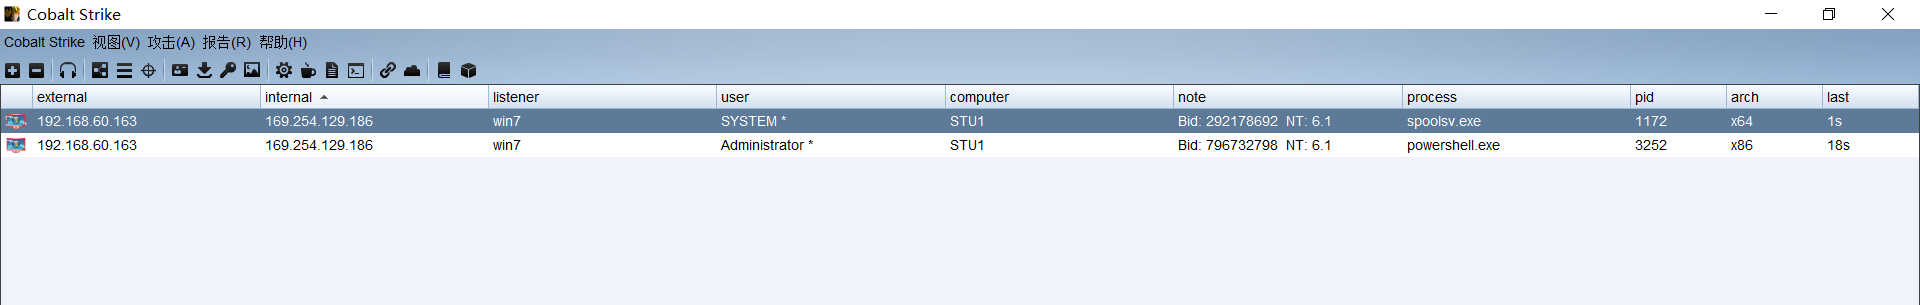 Cobalt Strike
Cobalt Strike 视图(V) 攻击(A) 报告(R) 帮助(H)
external internal listener user computer note process pid arch last
192.168.60.163 169.254.129.186 win7 SYSTEM * STU1 Bid: 292178692 NT: 6.1 spoolsv.exe 1172 x64 1s
192.168.60.163 169.254.129.186 win7 Administrator * STU1 Bid: 796732798 NT: 6.1 powershell.exe 3252 x86 18s